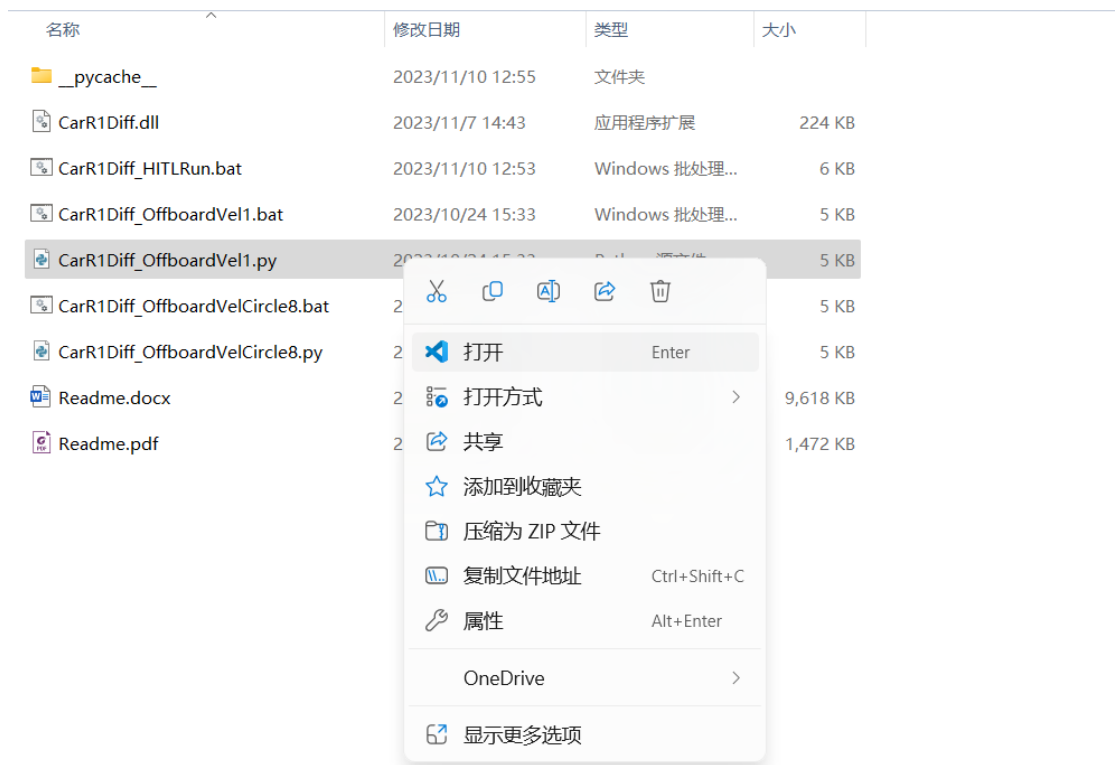 名称 修改日期 类型 大小
__pycache__ 2023/11/10 12:55 文件夹
CarR1Diff.dll 2023/11/7 14:43 应用程序扩展 224 KB
CarR1Diff_HITLRun.bat 2023/11/10 12:53 Windows 批处理... 6 KB
CarR1Diff_OffboardVel1.bat 2023/10/24 15:33 Windows 批处理... 5 KB
CarR1Diff_OffboardVel1.py 5 KB
CarR1Diff_OffboardVelCircle8.bat 2 5 KB
CarR1Diff_OffboardVelCircle8.py 2 5 KB
Readme.docx 2 9,618 KB
Readme.pdf 2 1,472 KB
打开 Enter
打开方式
共享
添加到收藏夹
压缩为 ZIP 文件
复制文件地址 Ctrl+Shift+C
属性 Alt+Enter
OneDrive
显示更多选项